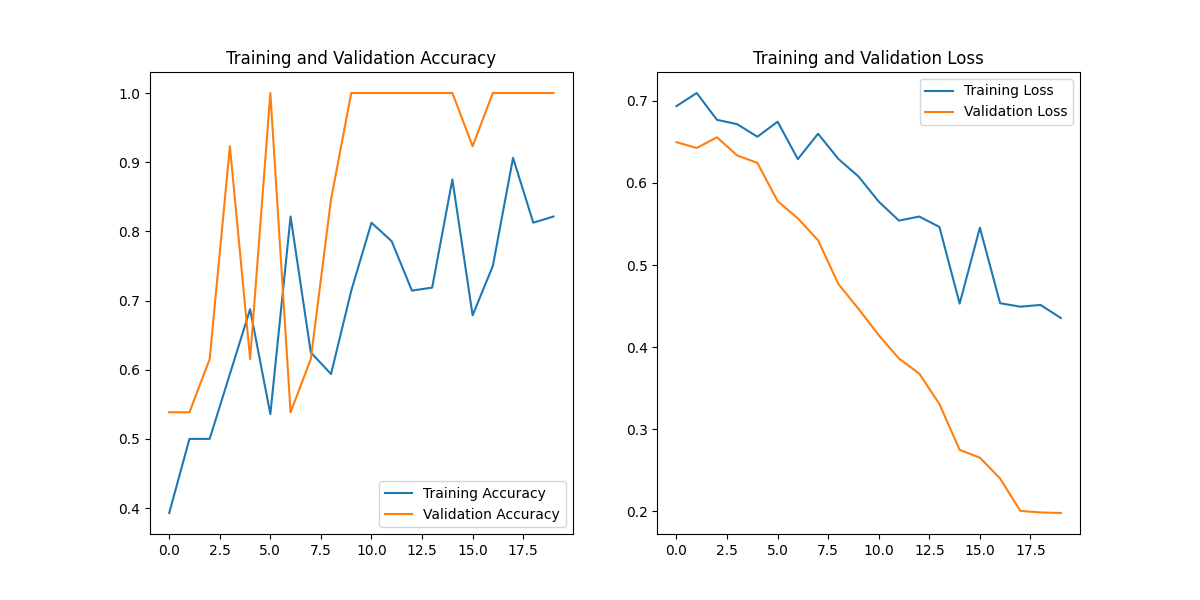 Training and Validation Accuracy
1.0
0.9
0.8
0.7
0.6
0.5
0.4
0.0 2.5 5.0 7.5 10.0 12.5 15.0 17.5
Training Accuracy
Validation Accuracy
Training and Validation Loss
0.7
0.6
0.5
0.4
0.3
0.2
0.0 2.5 5.0 7.5 10.0 12.5 15.0 17.5
Training Loss
Validation Loss